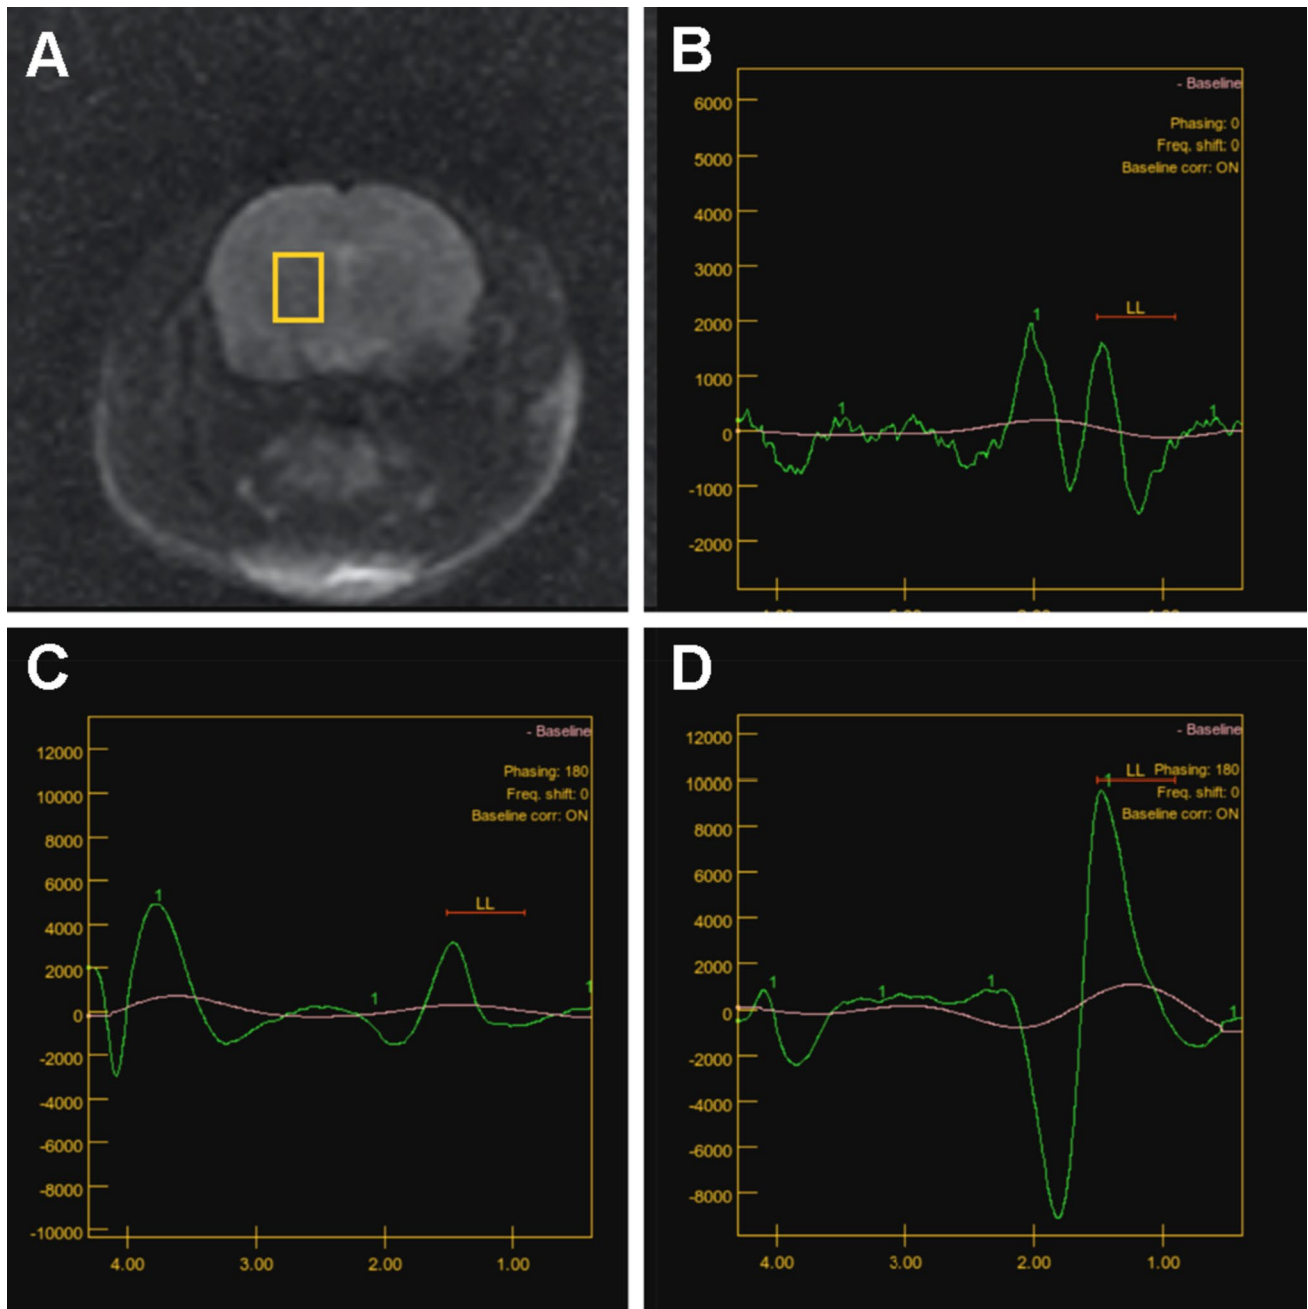 A
B
- Baseline
Phasing: 0
Freq. shift: 0
Baseline corr: ON
6000
5000
4000
3000
2000
1000
0
-1000
-2000
LL
1
1
1
C
- Baseline
Phasing: 180
Freq. shift: 0
Baseline corr: ON
12000
10000
8000
6000
4000
2000
0
-2000
-4000
-6000
-8000
-10000
1
LL
1
1
4.00
3.00
2.00
1.00
D
- Baseline
LL
Phasing: 180
Freq. shift: 0
Baseline corr: ON
12000
10000
8000
6000
4000
2000
0
-2000
-4000
-6000
-8000
1
1
1
1
1
4.00
3.00
2.00
1.00